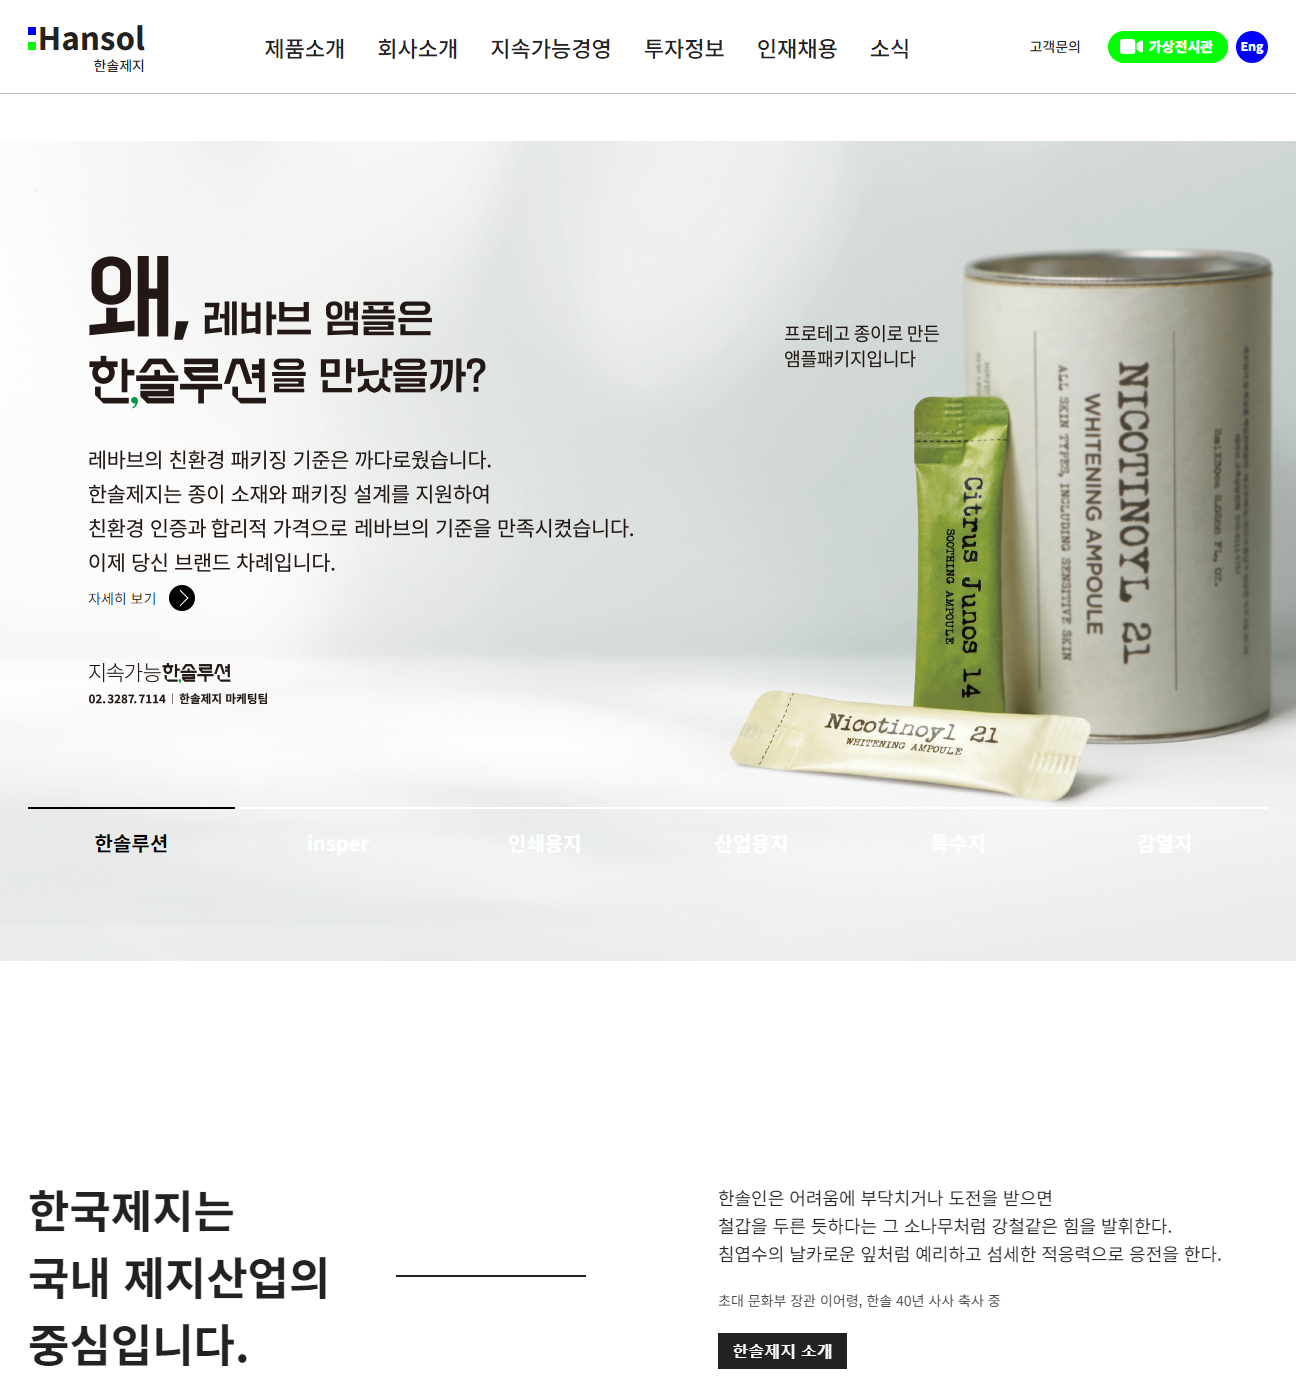 Hansol
한솔제지
제품소개 회사소개 지속가능경영 투자정보 인재채용 소식
고객문의 가상전시관 Eng
왜, 레바브 앰플은
한솔루션을 만났을까?
레바브의 친환경 패키징 기준은 까다로웠습니다.
한솔제지는 종이 소재와 패키징 설계를 지원하여
친환경 인증과 합리적 가격으로 레바브의 기준을 만족시켰습니다.
이제 당신 브랜드 차례입니다.
자세히 보기
지속가능한솔루션
02.3287.7114 | 한솔제지 마케팅팀
프로테고 종이로 만든
앰플패키지입니다
NICOTINOYL 21
WHITENING AMPOULE
ALL SKIN TYPES, INCLUDING SENSITIVE SKIN
Citrus Junos 14
SOOTHING AMPOULE
Nicotinoyl 21
WHITENING AMPOULE
한솔루션 insper 인쇄용지 산업용지 특수지 감열지
한국제지는
국내 제지산업의
중심입니다.
한솔인은 어려움에 부닥치거나 도전을 받으면
철갑을 두른 듯하다는 그 소나무처럼 강철같은 힘을 발휘한다.
침엽수의 날카로운 잎처럼 예리하고 섬세한 적응력으로 응전을 한다.
초대 문화부 장관 이어령, 한솔 40년 사사 축사 중
한솔제지 소개